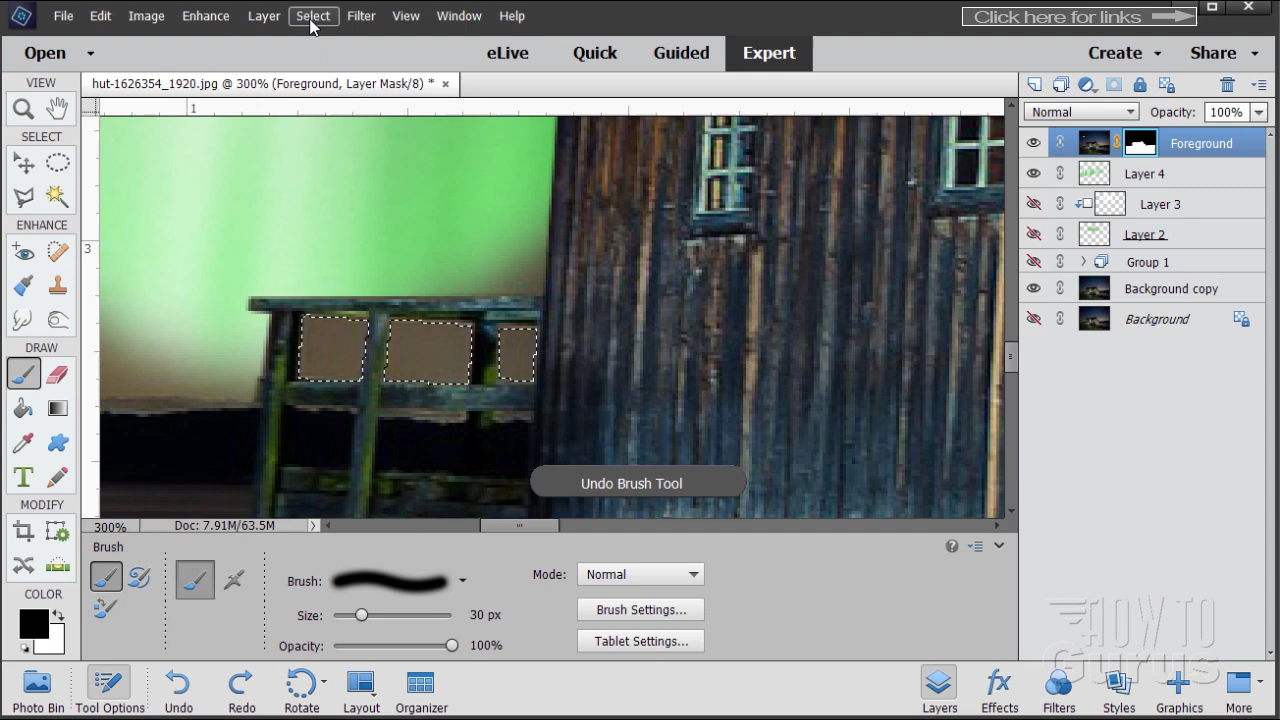 File Edit Image Enhance Layer Select Filter View Window Help
Click here for links
Open eLive Quick Guided Expert Create Share
VIEW
hut-1626354_1920.jpg @ 300% (Foreground, Layer Mask/8) * ×
1
3
SELECT
ENHANCE
DRAW
MODIFY
COLOR
Normal Opacity: 100%
Foreground
Layer 4
Layer 3
Layer 2
Group 1
Background copy
Background
Undo Brush Tool
300% Doc: 7.91M/63.5M
Brush
Brush:
Size: 30 px
Opacity: 100%
Mode: Normal
Brush Settings...
Tablet Settings...
HOW TO
Gurus
Photo Bin Tool Options Undo Redo Rotate Layout Organizer Layers Effects Filters Styles Graphics More